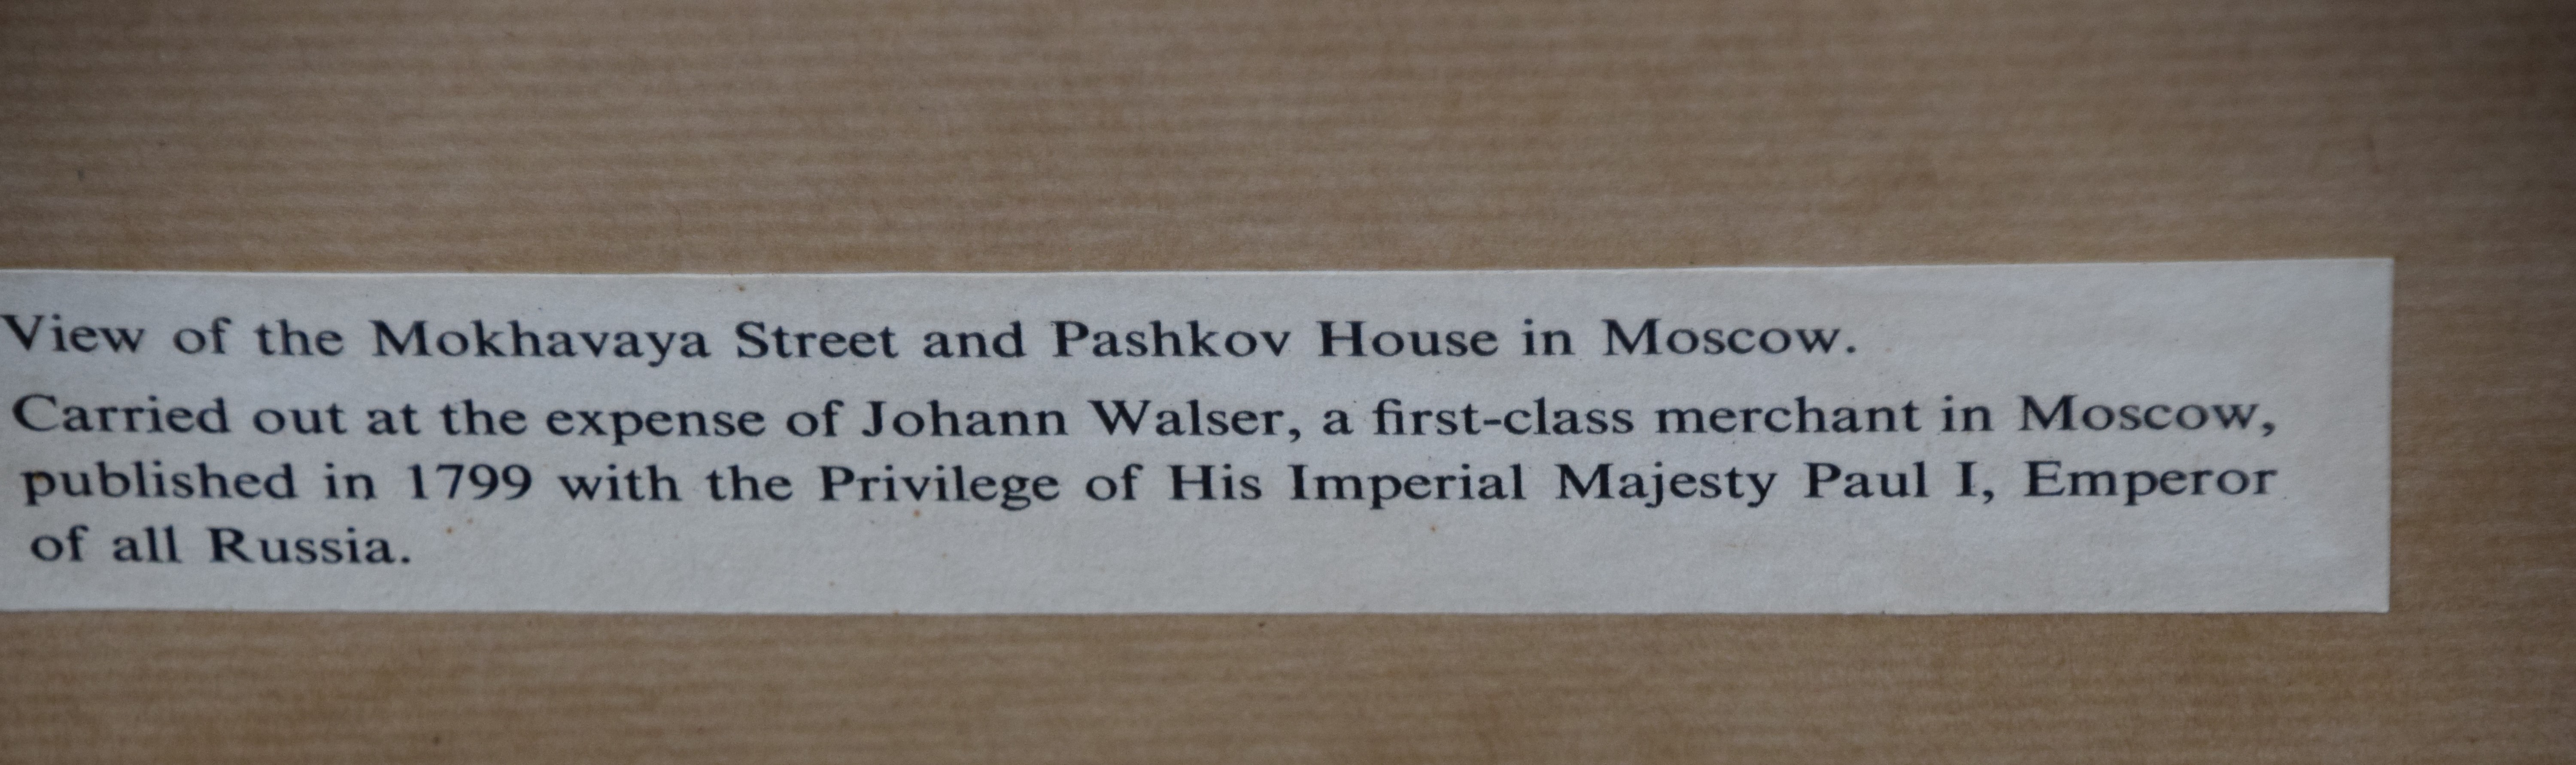 View of the Mokhavaya Street and Pashkov House in Moscow.
Carried out at the expense of Johann Walser, a first-class merchant in Moscow,
published in 1799 with the Privilege of His Imperial Majesty Paul I, Emperor
of all Russia.